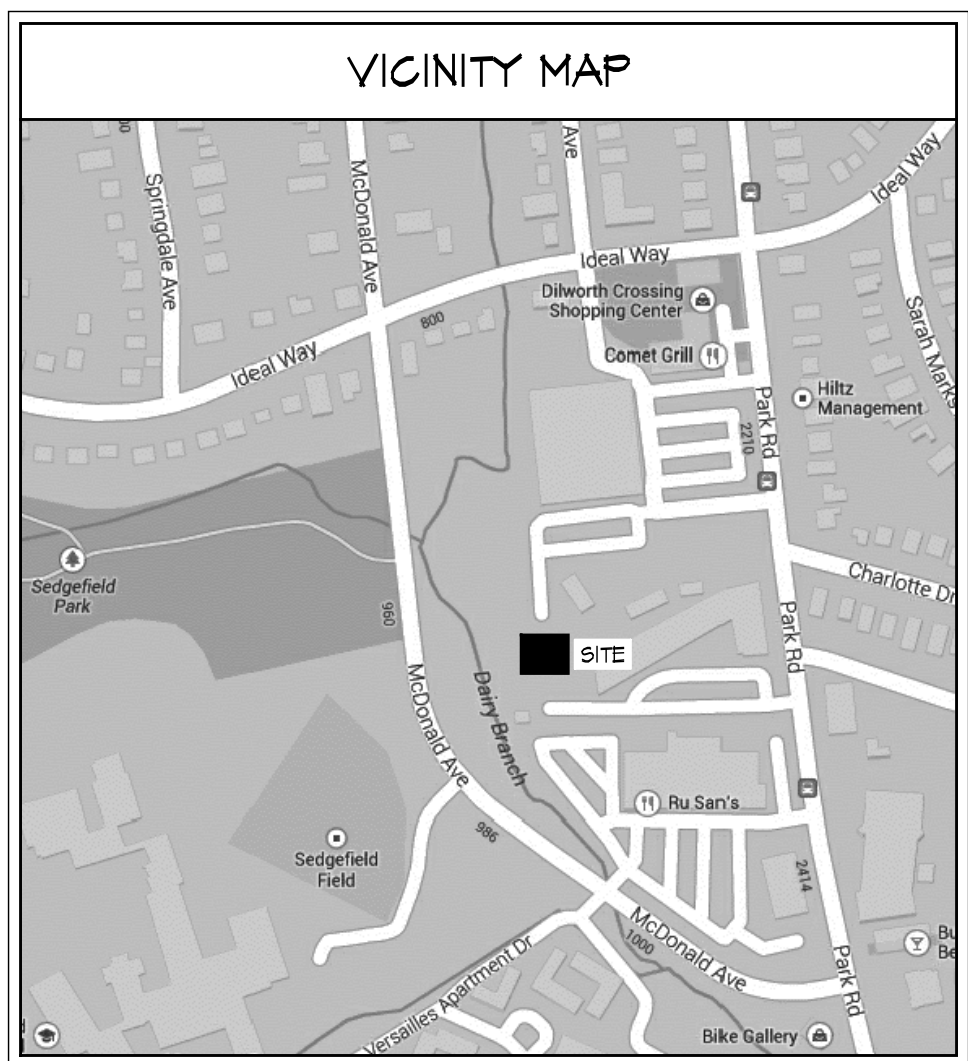 VICINITY MAP
Springdale Ave
McDonald Ave
Ave
Ideal Way
Ideal Way
Dilworth Crossing
Shopping Center
800
Comet Grill
Ideal Way
Sarah Marks
Hiltz
Management
Park Rd
2210
Sedgefield
Park
Charlotte Dr
960
Park Rd
SITE
Dairy Branch
McDonald Ave
Ru San's
986
Sedgefield
Field
2414
McDonald Ave
1000
Bu
Be
Versailles Apartment Dr
Park Rd
Bike Gallery